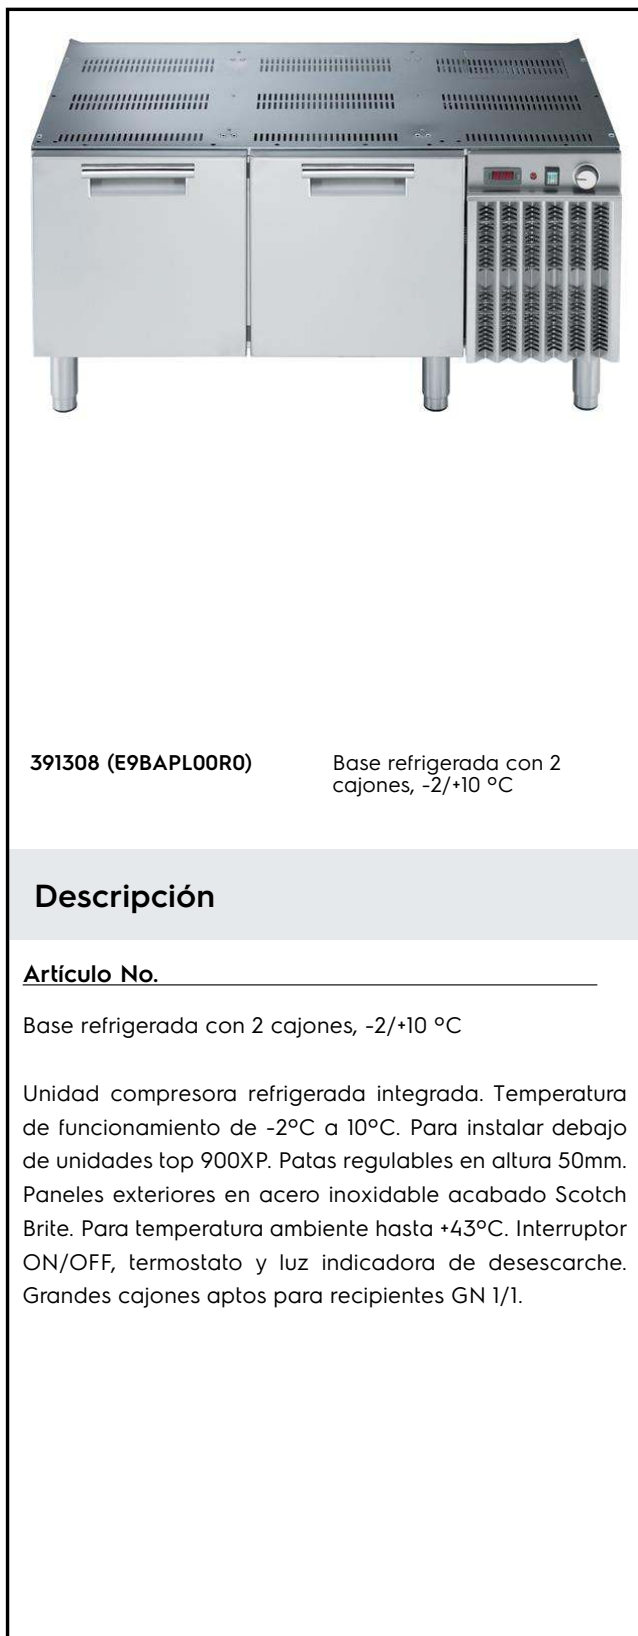 391308 (E9BAPL00R0)
Base refrigerada con 2
cajones, -2/+10 °C
Descripción
Artículo No.
Base refrigerada con 2 cajones, -2/+10 °C
Unidad compresora refrigerada integrada. Temperatura
de funcionamiento de -2°C a 10°C. Para instalar debajo
de unidades top 900XP. Patas regulables en altura 50mm.
Paneles exteriores en acero inoxidable acabado Scotch
Brite. Para temperatura ambiente hasta +43°C. Interruptor
ON/OFF, termostato y luz indicadora de desescarche.
Grandes cajones aptos para recipientes GN 1/1.